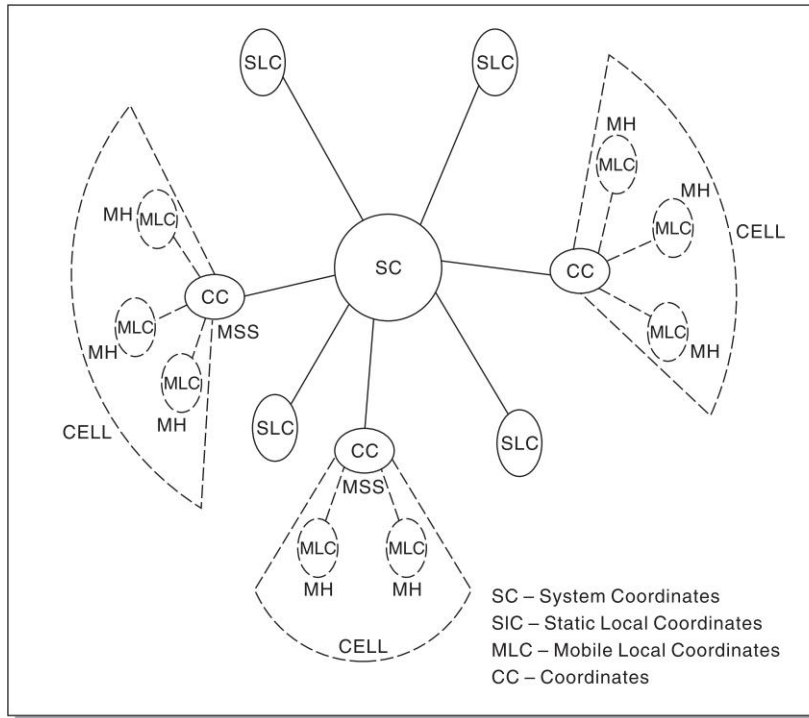 SLC
SLC
CELL
MH
MLC
MH
MLC
MH
MLC
CELL
SC
CC
CC
MLC
MH
MSS
MLC
MH
MLC
MH
CELL
SLC
SLC
CC
MSS
MLC
MLC
MH
MH
CELL
SC – System Coordinates
SIC – Static Local Coordinates
MLC – Mobile Local Coordinates
CC – Coordinates